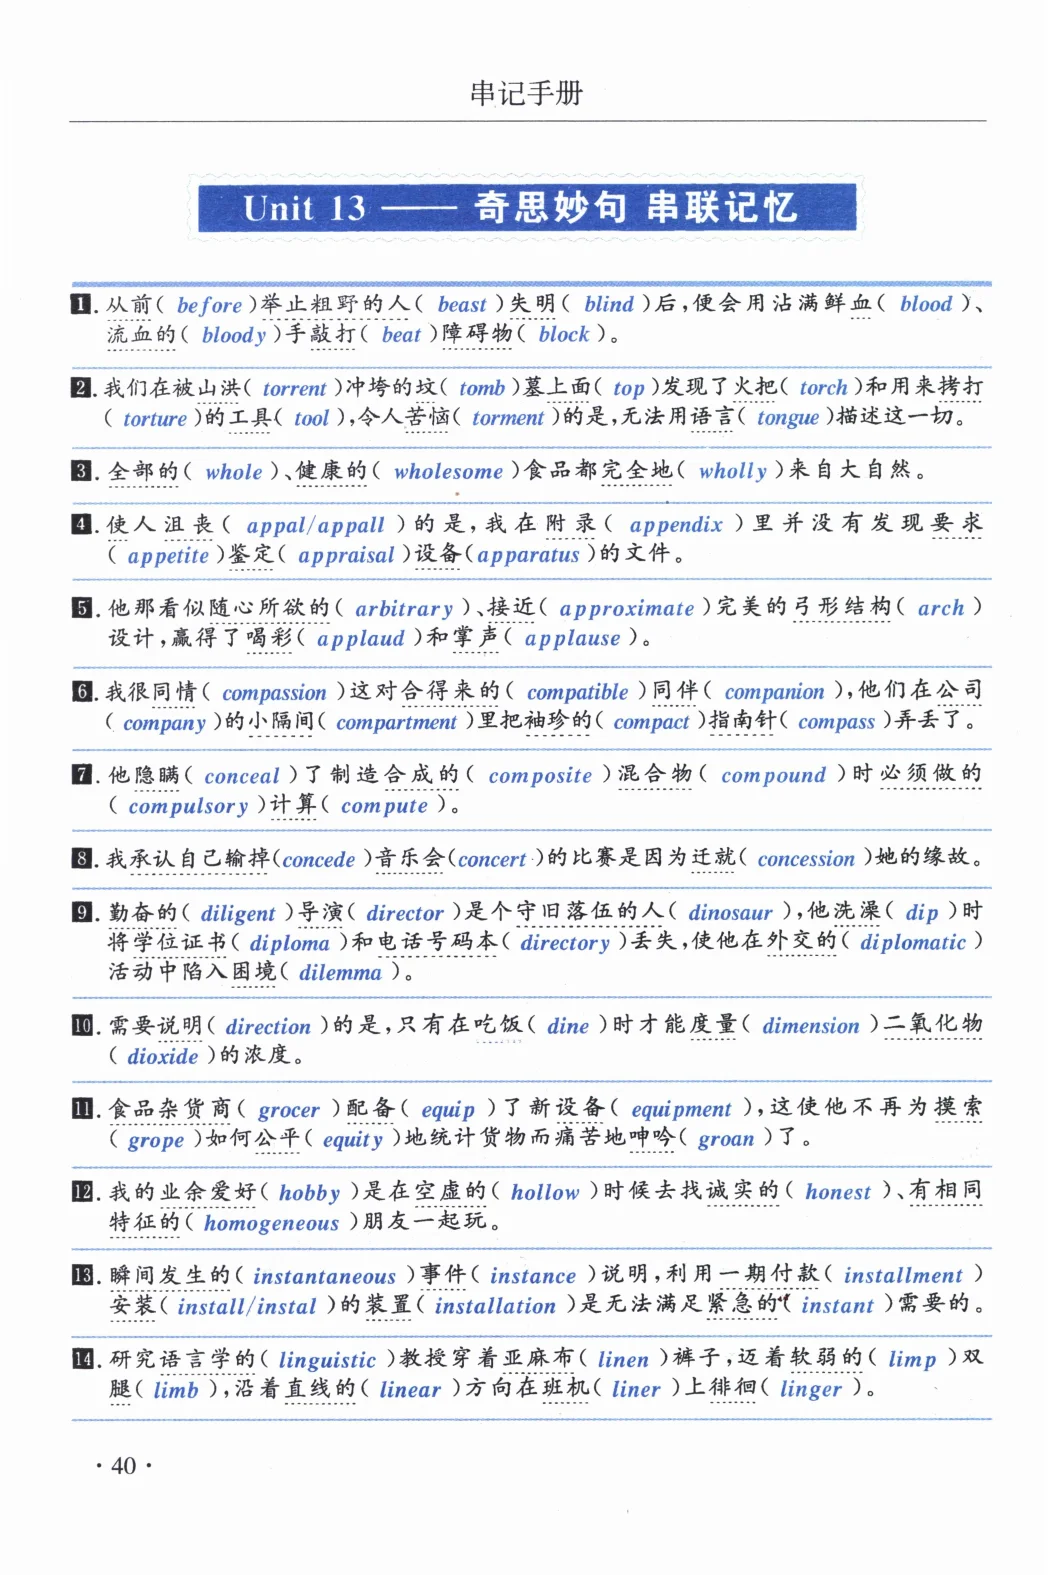 串记手册
Unit 13 —— 奇思妙句 串联记忆
1. 从前( before )举止粗野的人( beast )失明( blind )后,便会用沾满鲜血( blood )、
流血的( bloody )手敲打( beat )障碍物( block )。
2. 我们在被山洪( torrent )冲垮的坟( tomb )墓上面( top )发现了火把( torch )和用来拷打
( torture )的工具( tool ),令人苦恼( torment )的是,无法用语言( tongue )描述这一切。
3. 全部的( whole )、健康的( wholesome )食品都完全地( wholly )来自大自然。
4. 使人沮丧( appal/appall )的是,我在附录( appendix )里并没有发现要求
( appetite )鉴定( appraisal )设备(apparatus )的文件。
5. 他那看似随心所欲的( arbitrary )、接近( approximate )完美的弓形结构( arch )
设计,赢得了喝彩( applaud )和掌声( applause )。
6. 我很同情( compassion )这对合得来的( compatible )同伴( companion ),他们在公司
( company )的小隔间( compartment )里把袖珍的( compact )指南针( compass )弄丢了。
7. 他隐瞒( conceal )了制造合成的( composite )混合物( compound )时必须做的
( compulsory )计算( compute )。
8. 我承认自己输掉(concede )音乐会(concert )的比赛是因为迁就( concession )她的缘故。
9. 勤奋的( diligent )导演( director )是个守旧落伍的人( dinosaur ),他洗澡( dip )时
将学位证书( diploma )和电话号码本( directory )丢失,使他在外交的( diplomatic )
活动中陷入困境( dilemma )。
10. 需要说明( direction )的是,只有在吃饭( dine )时才能度量( dimension )二氧化物
( dioxide )的浓度。
11. 食品杂货商( grocer )配备( equip )了新设备( equipment ),这使他不再为摸索
( grope )如何公平( equity )地统计货物而痛苦地呻吟( groan )了。
12. 我的业余爱好( hobby )是在空虚的( hollow )时候去找诚实的( honest )、有相同
特征的( homogeneous )朋友一起玩。
13. 瞬间发生的( instantaneous )事件( instance )说明,利用一期付款( installment )
安装( install/instal )的装置( installation )是无法满足紧急的( instant )需要的。
14. 研究语言学的( linguistic )教授穿着亚麻布( linen )裤子,迈着软弱的( limp )双
腿( limb ),沿着直线的( linear )方向在班机( liner )上徘徊( linger )。
· 40 ·